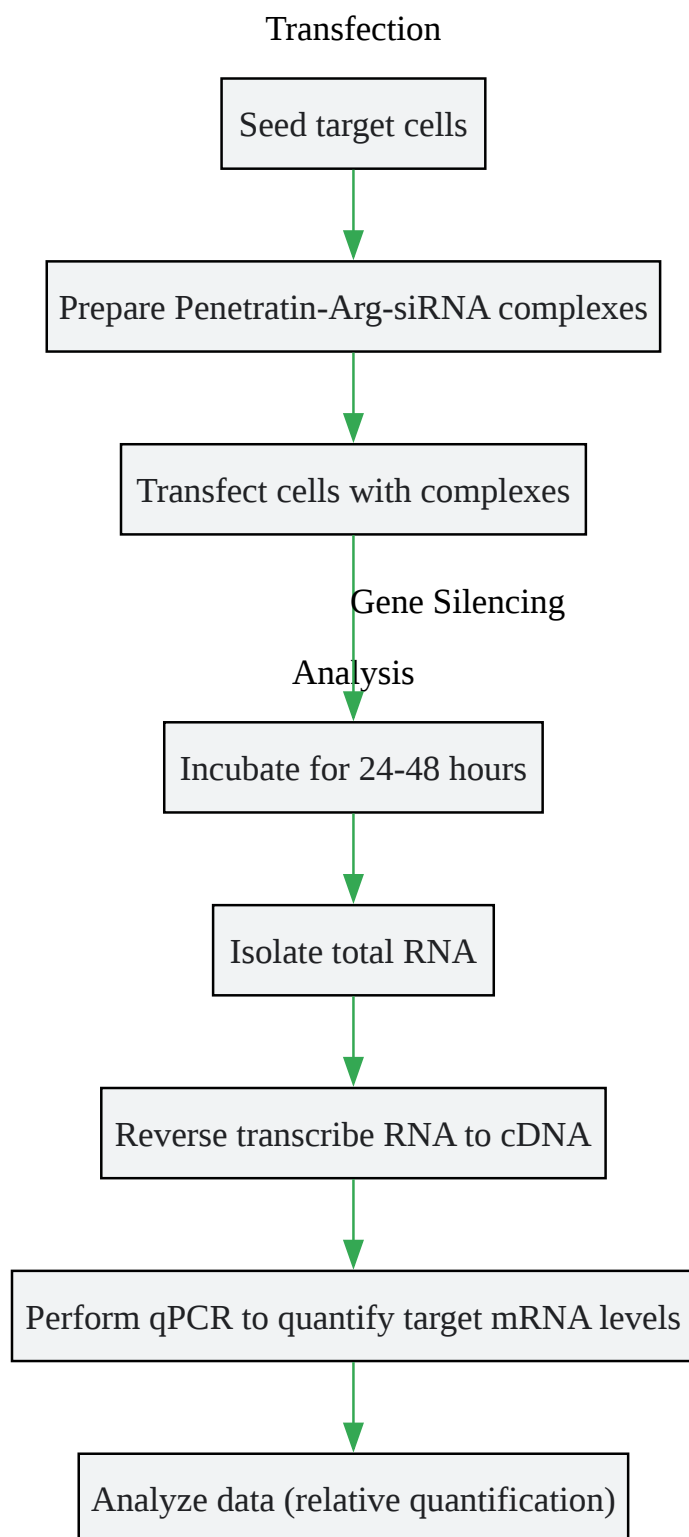 Transfection
Seed target cells
Prepare Penetratin-Arg-siRNA complexes
Transfect cells with complexes
Gene Silencing
Analysis
Incubate for 24-48 hours
Isolate total RNA
Reverse transcribe RNA to cDNA
Perform qPCR to quantify target mRNA levels
Analyze data (relative quantification)